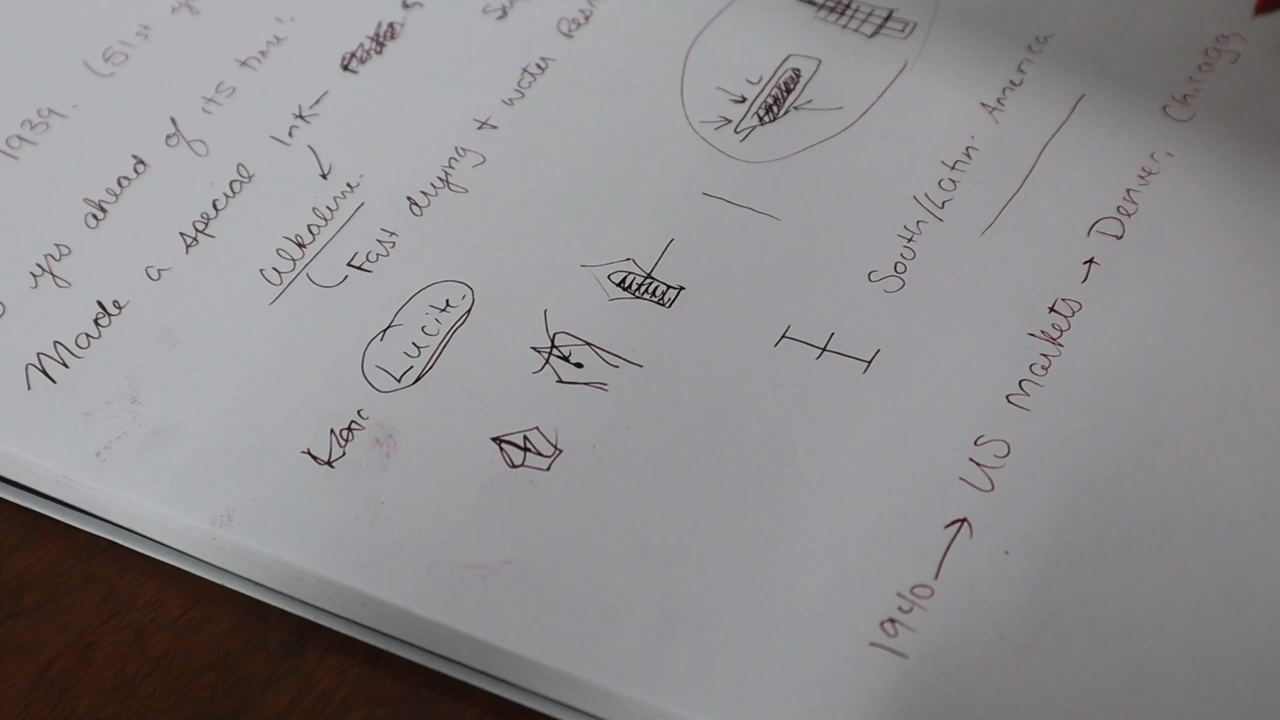 1939. (51st
yrs ahead of its time!
Made a special Ink –
Alkaline.
Fast drying + water Res
Lucite.
South/Latin America
1940 → US Markets → Denver, Chicago,